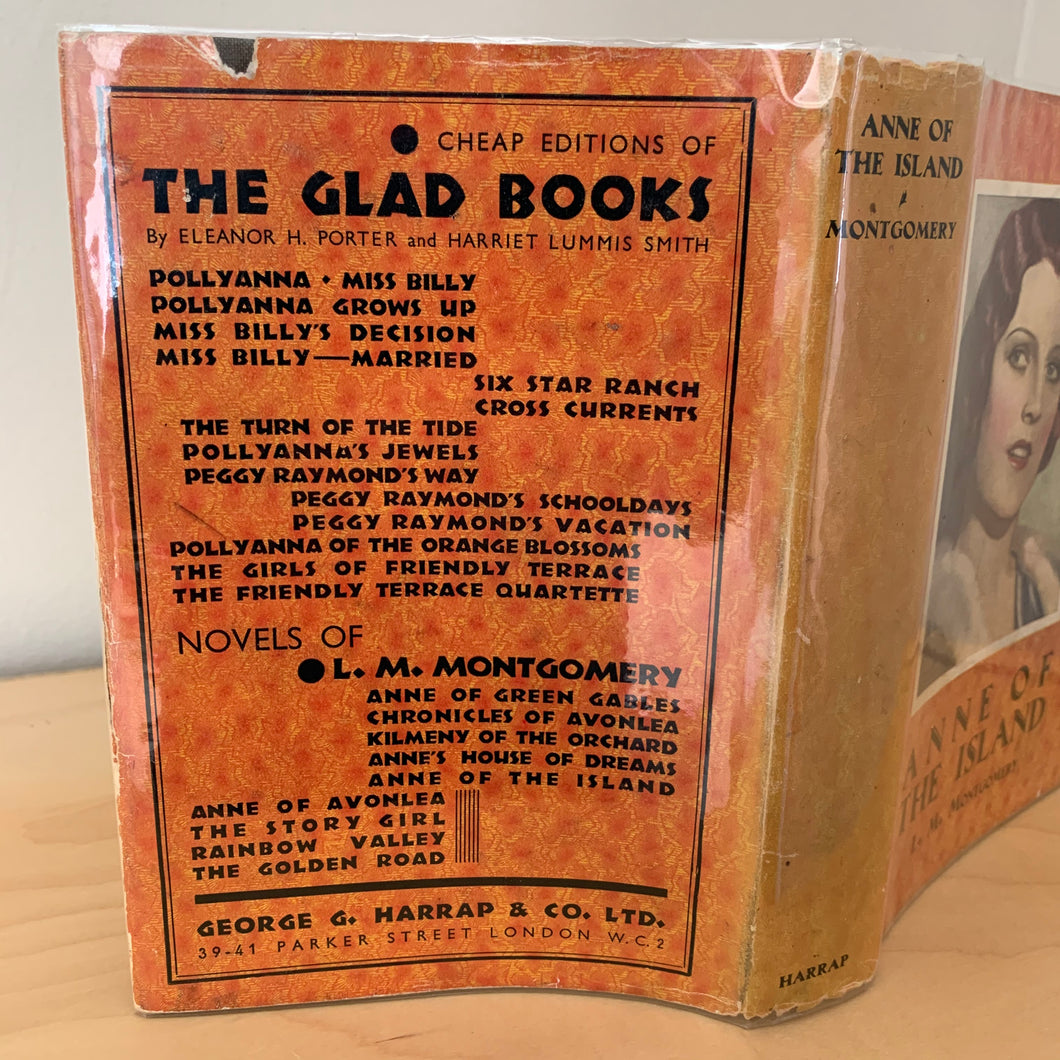 CHEAP EDITIONS OF
THE GLAD BOOKS
By ELEANOR H. PORTER and HARRIET LUMMIS SMITH
POLLYANNA • MISS BILLY
POLLYANNA GROWS UP
MISS BILLY'S DECISION
MISS BILLY—MARRIED
SIX STAR RANCH
CROSS CURRENTS
THE TURN OF THE TIDE
POLLYANNA'S JEWELS
PEGGY RAYMOND'S WAY
PEGGY RAYMOND'S SCHOOLDAYS
PEGGY RAYMOND'S VACATION
POLLYANNA OF THE ORANGE BLOSSOMS
THE GIRLS OF FRIENDLY TERRACE
THE FRIENDLY TERRACE QUARTETTE
NOVELS OF
L. M. MONTGOMERY
ANNE OF GREEN GABLES
CHRONICLES OF AVONLEA
KILMENY OF THE ORCHARD
ANNE'S HOUSE OF DREAMS
ANNE OF THE ISLAND
ANNE OF AVONLEA
THE STORY GIRL
RAINBOW VALLEY
THE GOLDEN ROAD
GEORGE G. HARRAP & CO. LTD.
39-41 PARKER STREET LONDON W.C.2
ANNE OF
THE ISLAND
MONTGOMERY
HARRAP
ANNE OF
THE ISLAND
L. M. MONTGOMERY